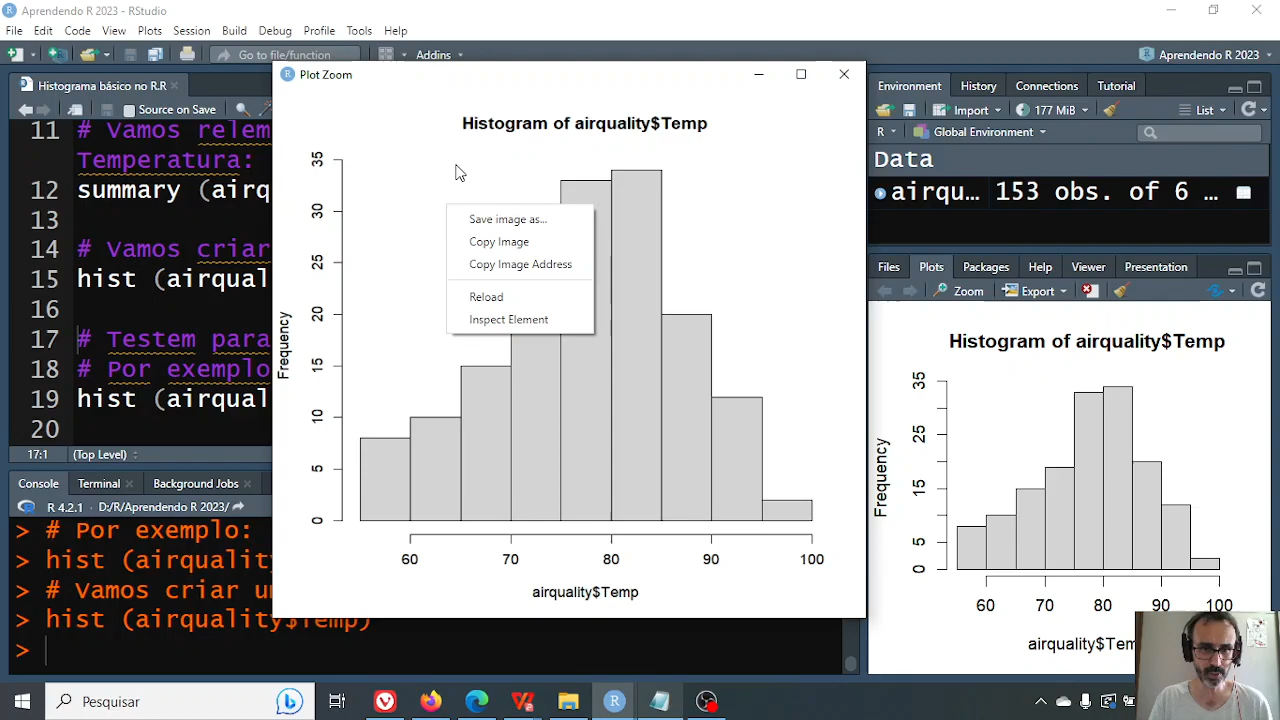 Aprendendo R 2023 - RStudio
File Edit Code View Plots Session Build Debug Profile Tools Help
Go to file/function Addins Aprendendo R 2023
Histograma básico no R.R
Source on Save
11 # Vamos relem
Temperatura:
12 summary (airq
13
14 # Vamos criar
15 hist (airqual
16
17 # Testem para
18 # Por exemplo
19 hist (airqual
20
17:1 (Top Level)
Console Terminal Background Jobs
R 4.2.1 · D:/R/Aprendendo R 2023/
> # Por exemplo:
> hist (airquality
> # Vamos criar um
> hist (airquality$Temp)
>
Plot Zoom
Histogram of airquality$Temp
35
30
25
20
15
10
5
0
Frequency
60 70 80 90 100
airquality$Temp
Save image as...
Copy Image
Copy Image Address
Reload
Inspect Element
Environment History Connections Tutorial
Import 177 MiB List
R Global Environment
Data
airqu... 153 obs. of 6
Files Plots Packages Help Viewer Presentation
Zoom Export
Histogram of airquality$Temp
35
25
15
5
0
Frequency
60 70 80 90 100
airquality$Tem
Pesquisar